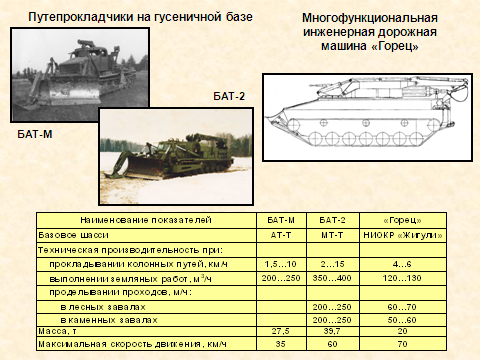 Путепрокладчики на гусеничной базе
Многофункциональная
инженерная дорожная
машина «Горец»
БАТ-2
БАТ-М
Наименование показателей БАТ-М БАТ-2 «Горец»
Базовое шасси АТ-Т МТ-Т НИОКР «Жигули»
Техническая производительность при:
прокладывании колонных путей, км/ч 1,5...10 2...15 4...6
выполнении земляных работ, м³/ч 200...250 350...400 120...130
проделывании проходов, м/ч:
в лесных завалах 200...250 60...70
в каменных завалах 200...250 50...60
Масса, т 27,5 39,7 20
Максимальная скорость движения, км/ч 35 60 70